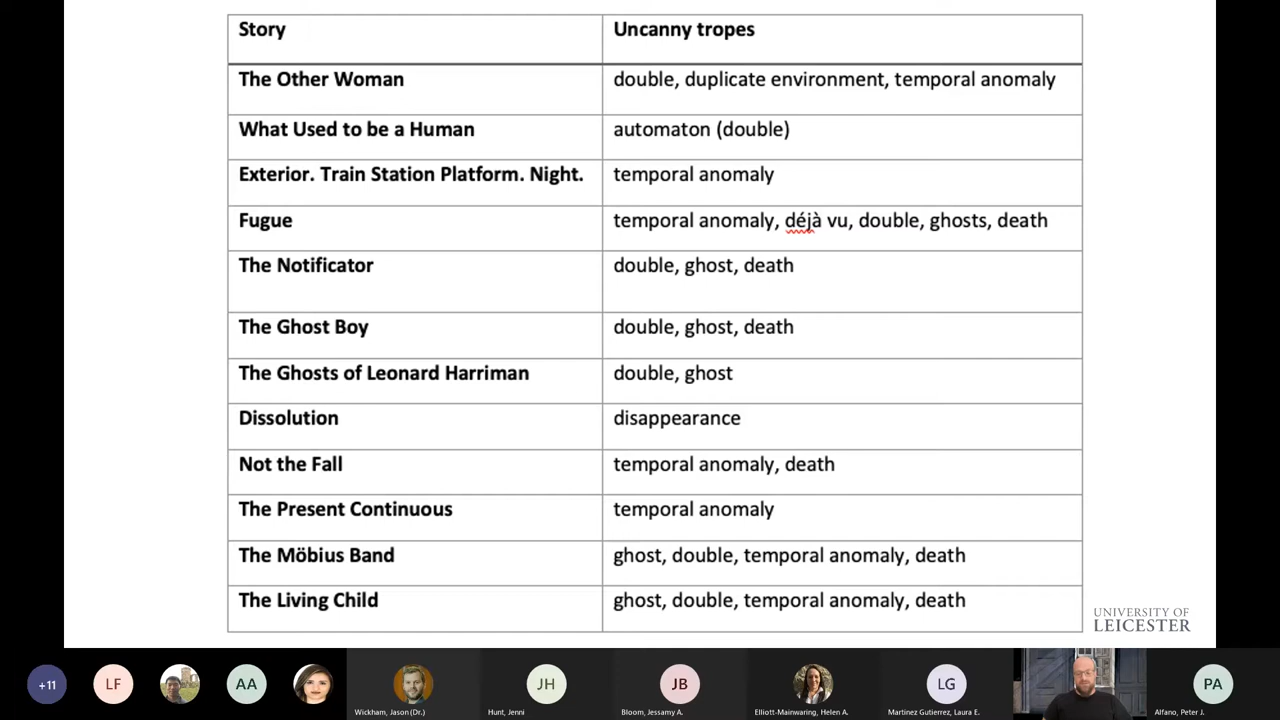 Story Uncanny tropes
The Other Woman double, duplicate environment, temporal anomaly
What Used to be a Human automaton (double)
Exterior. Train Station Platform. Night. temporal anomaly
Fugue temporal anomaly, déjà vu, double, ghosts, death
The Notificator double, ghost, death
The Ghost Boy double, ghost, death
The Ghosts of Leonard Harriman double, ghost
Dissolution disappearance
Not the Fall temporal anomaly, death
The Present Continuous temporal anomaly
The Möbius Band ghost, double, temporal anomaly, death
The Living Child ghost, double, temporal anomaly, death
UNIVERSITY OF
LEICESTER
+11 LF AA JH JB LG PA
Wickham, Jason (Dr.) Hunt, Jenni Bloom, Jessamy A. Elliott-Mainwaring, Helen A. Martinez Gutierrez, Laura E. Alfano, Peter J.